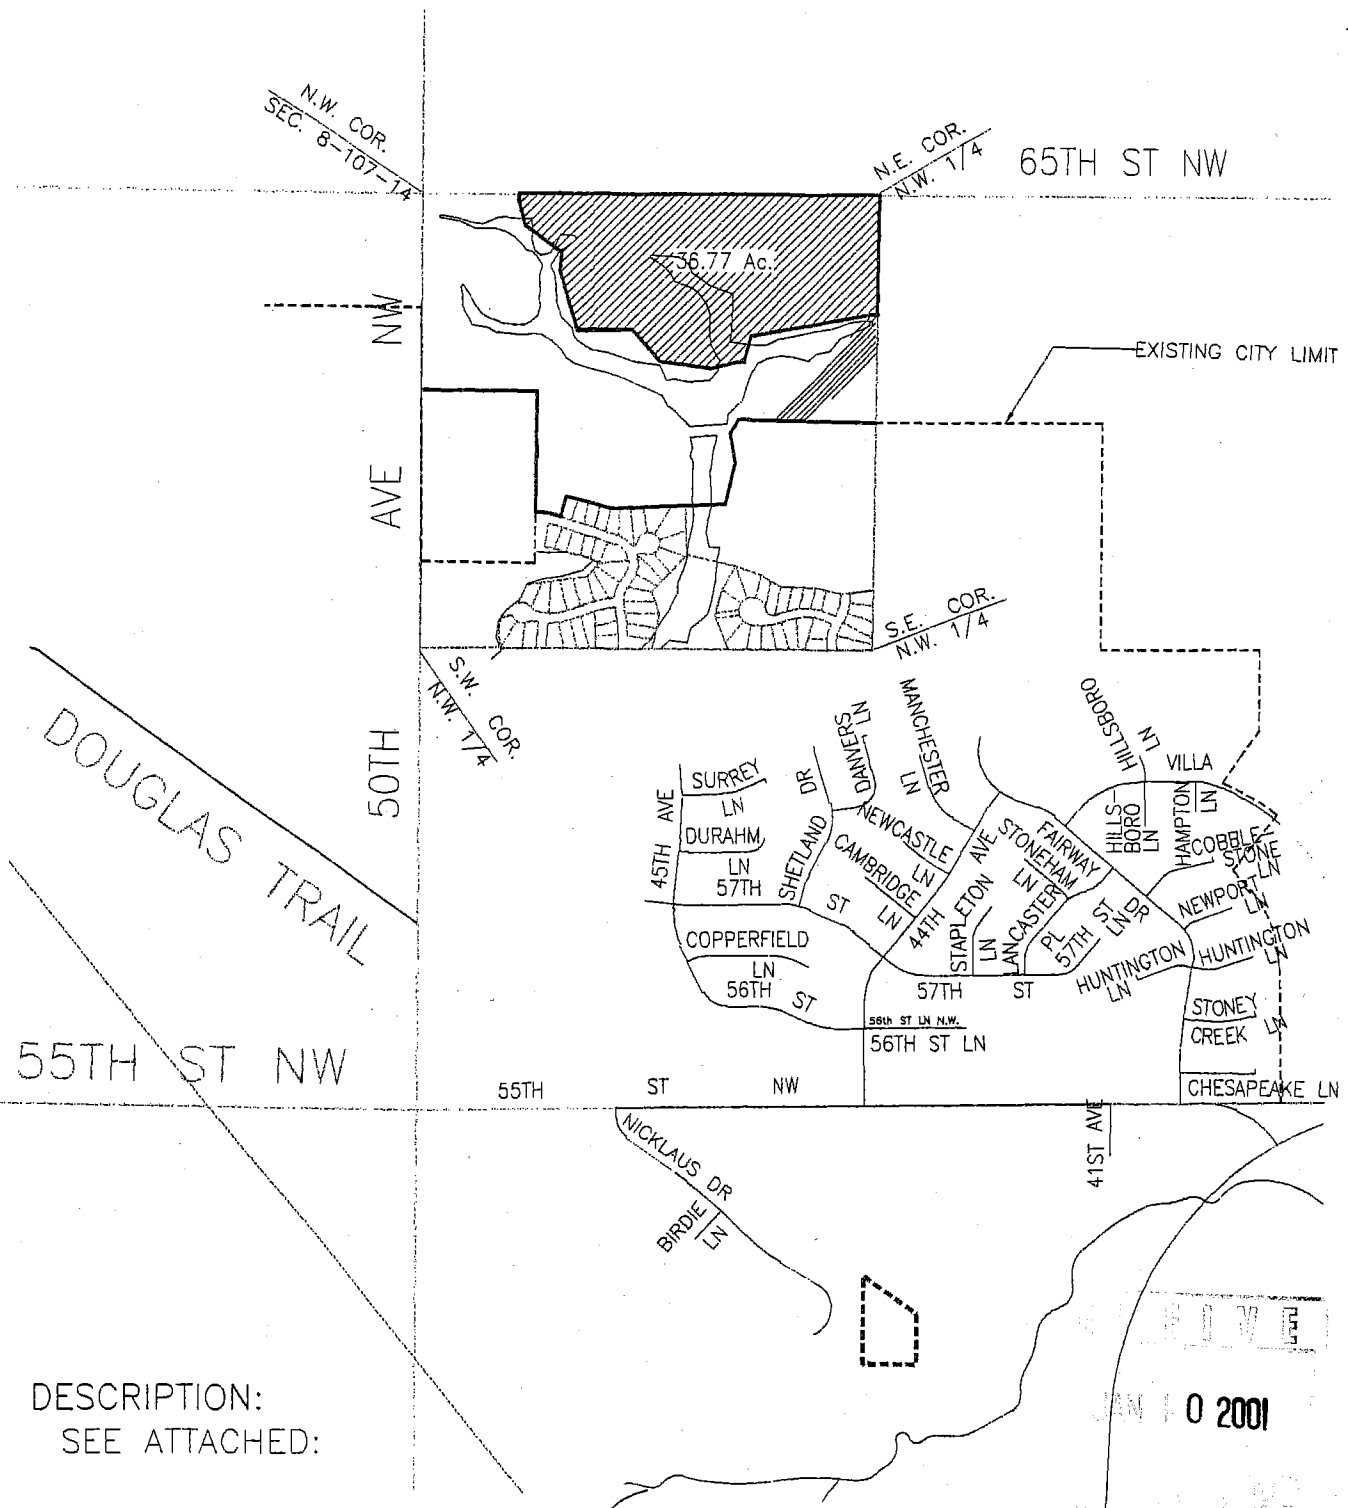 N.W. COR.
SEC. 8-107-14
N.E. COR.
N.W. 1/4
65TH ST NW
36.77 Ac.
EXISTING CITY LIMIT
50TH AVE NW
S.E. COR.
N.W. 1/4
S.W. COR.
N.W. 1/4
DOUGLAS TRAIL
45TH AVE
SURREY
LN
DURAHM
LN
57TH
ST
SHETLAND DR
DANVERS
LN
MANCHESTER
LN
NEWCASTLE
LN
CAMBRIDGE
LN
44TH AVE
STONEHAM
LN
FAIRWAY DR
HILLSBORO
LN
VILLA
HILLS-
BORO
LN
HAMPTON
LN
COBBLE-
STONE
LN
NEWPORT
LN
HUNTINGTON
LN
HUNTINGTON
LN
STAPLETON
LN
LANCASTER
PL
57TH ST
LN
57TH ST
COPPERFIELD
LN
56TH ST
56th ST LN N.W.
56TH ST LN
STONEY
CREEK LN
CHESAPEAKE LN
55TH ST NW
55TH ST NW
41ST AVE
NICKLAUS DR
BIRDIE
LN
DESCRIPTION:
SEE ATTACHED:
JAN 10 2001